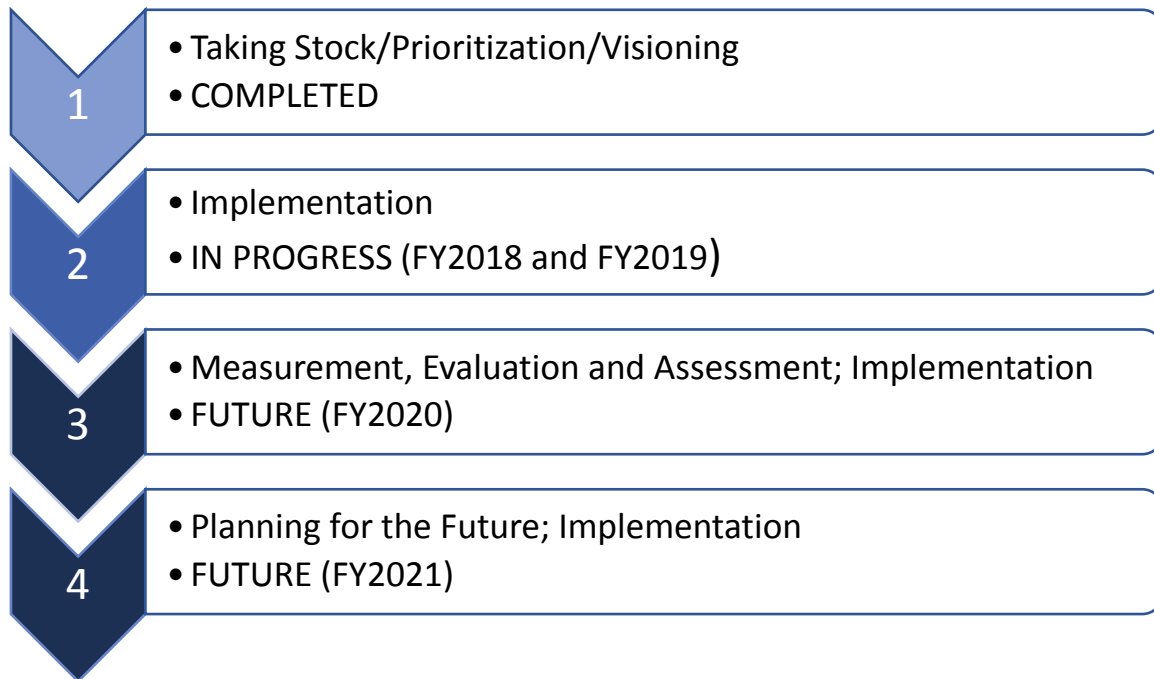 1
• Taking Stock/Prioritization/Visioning
• COMPLETED
2
• Implementation
• IN PROGRESS (FY2018 and FY2019)
3
• Measurement, Evaluation and Assessment; Implementation
• FUTURE (FY2020)
4
• Planning for the Future; Implementation
• FUTURE (FY2021)